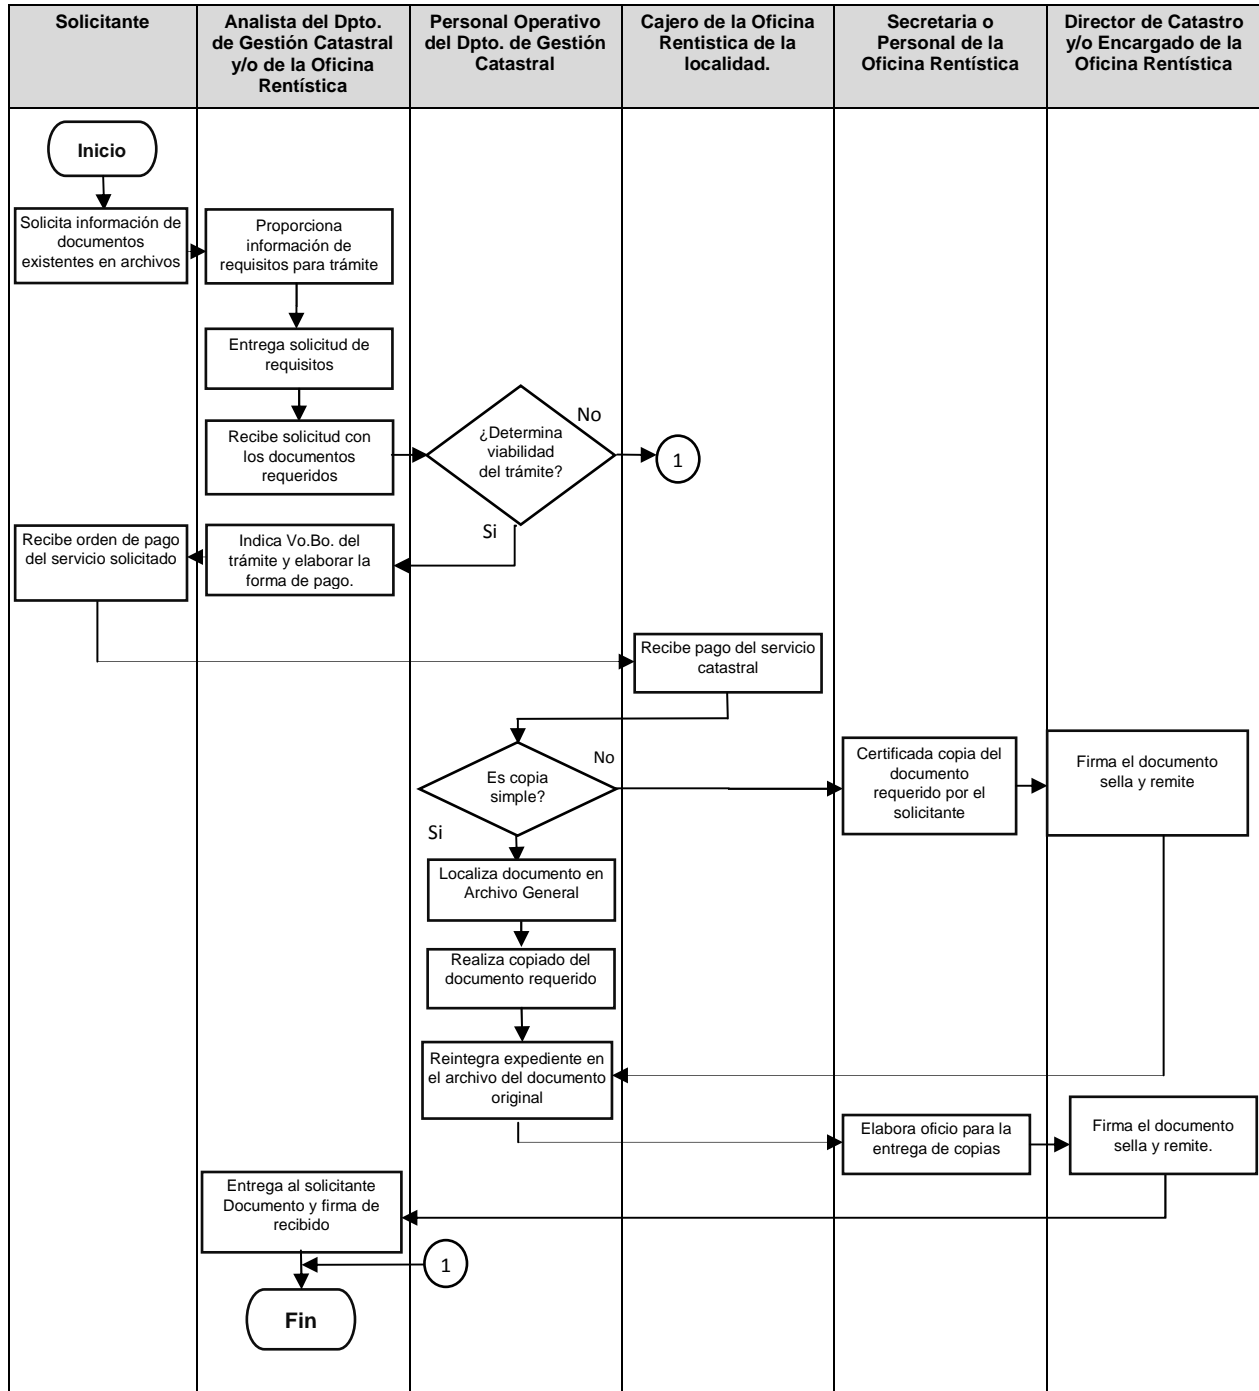 Solicitante
Analista del Dpto.
de Gestión Catastral
y/o de la Oficina
Rentística
Personal Operativo
del Dpto. de Gestión
Catastral
Cajero de la Oficina
Rentistica de la
localidad.
Secretaria o
Personal de la
Oficina Rentística
Director de Catastro
y/o Encargado de la
Oficina Rentística
Inicio
Solicita información de
documentos
existentes en archivos
Proporciona
información de
requisitos para trámite
Entrega solicitud de
requisitos
Recibe solicitud con
los documentos
requeridos
¿Determina
viabilidad
del trámite?
No
1
Si
Indica Vo.Bo. del
trámite y elaborar la
forma de pago.
Recibe orden de pago
del servicio solicitado
Recibe pago del servicio
catastral
Es copia
simple?
No
Certificada copia del
documento
requerido por el
solicitante
Firma el documento
sella y remite
Si
Localiza documento en
Archivo General
Realiza copiado del
documento requerido
Reintegra expediente en
el archivo del documento
original
Elabora oficio para la
entrega de copias
Firma el documento
sella y remite.
Entrega al solicitante
Documento y firma de
recibido
1
Fin